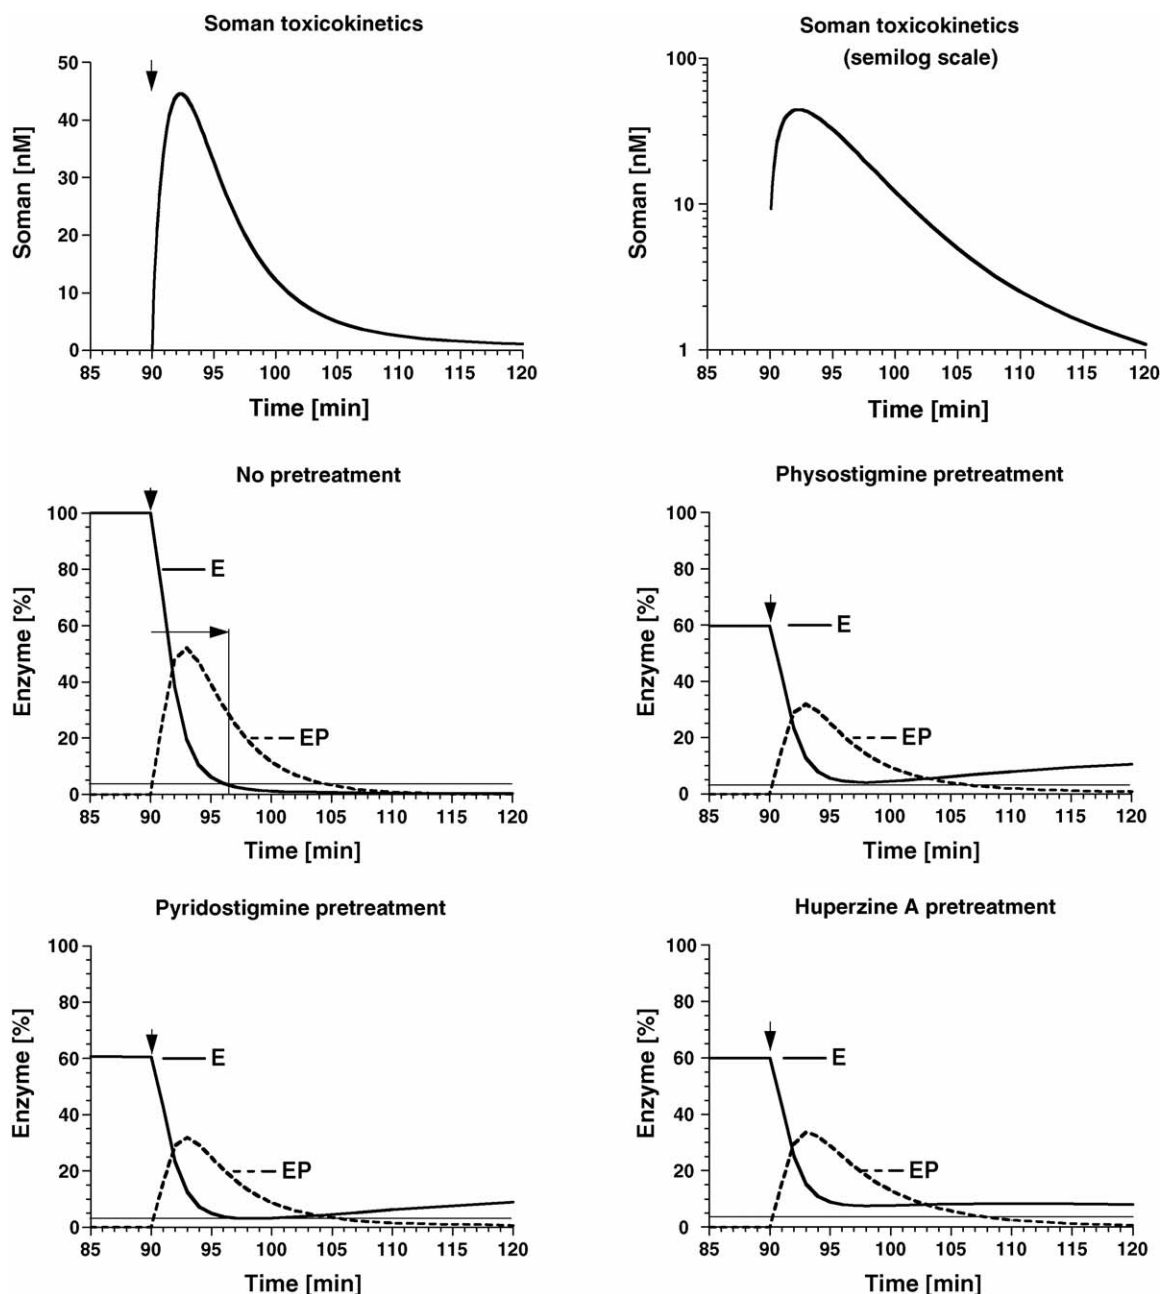 Soman toxicokinetics
50
40
30
20
10
0
Soman [nM]
85 90 95 100 105 110 115 120
Time [min]
Soman toxicokinetics
(semilog scale)
100
10
1
Soman [nM]
85 90 95 100 105 110 115 120
Time [min]
No pretreatment
100
80
60
40
20
0
Enzyme [%]
E
EP
85 90 95 100 105 110 115 120
Time [min]
Physostigmine pretreatment
100
80
60
40
20
0
Enzyme [%]
E
EP
85 90 95 100 105 110 115 120
Time [min]
Pyridostigmine pretreatment
100
80
60
40
20
0
Enzyme [%]
E
EP
85 90 95 100 105 110 115 120
Time [min]
Huperzine A pretreatment
100
80
60
40
20
0
Enzyme [%]
E
EP
85 90 95 100 105 110 115 120
Time [min]